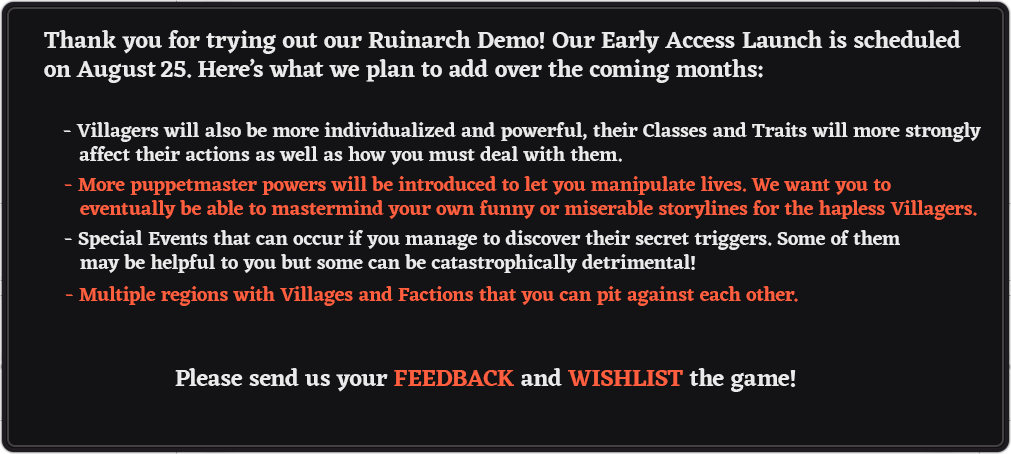 Thank you for trying out our Ruinarch Demo! Our Early Access Launch is scheduled
on August 25. Here's what we plan to add over the coming months:
- Villagers will also be more individualized and powerful, their Classes and Traits will more strongly
affect their actions as well as how you must deal with them.
- More puppetmaster powers will be introduced to let you manipulate lives. We want you to
eventually be able to mastermind your own funny or miserable storylines for the hapless Villagers.
- Special Events that can occur if you manage to discover their secret triggers. Some of them
may be helpful to you but some can be catastrophically detrimental!
- Multiple regions with Villages and Factions that you can pit against each other.
Please send us your FEEDBACK and WISHLIST the game!